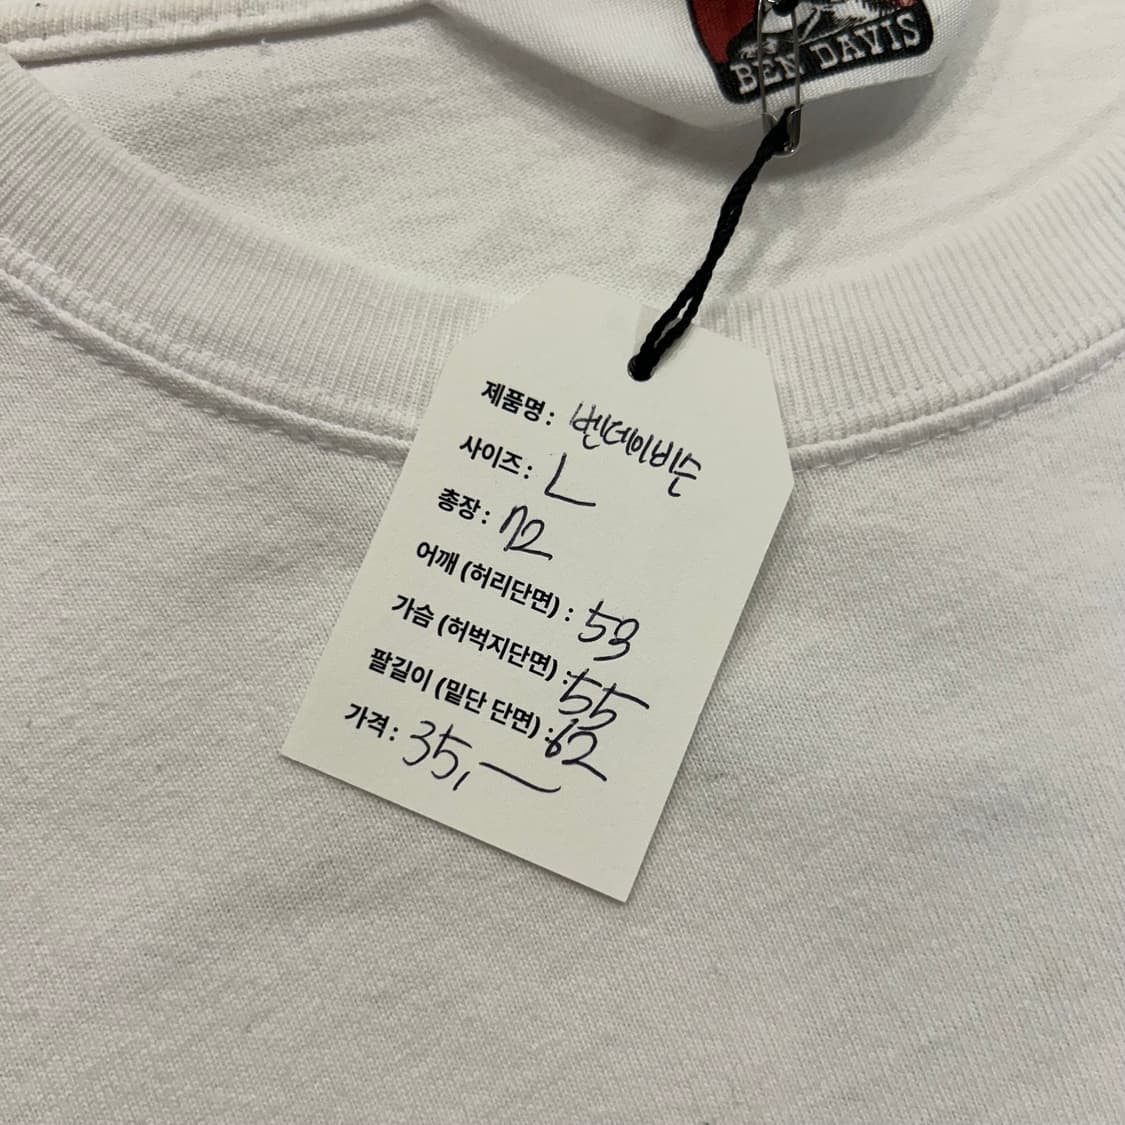 BEN DAVIS
제품명 : 벤데이비슨
사이즈 : L
총장 : 72
어깨 (허리단면) : 53
가슴 (허벅지단면) : 55
팔길이 (밑단 단면) : 62
가격 : 35,—